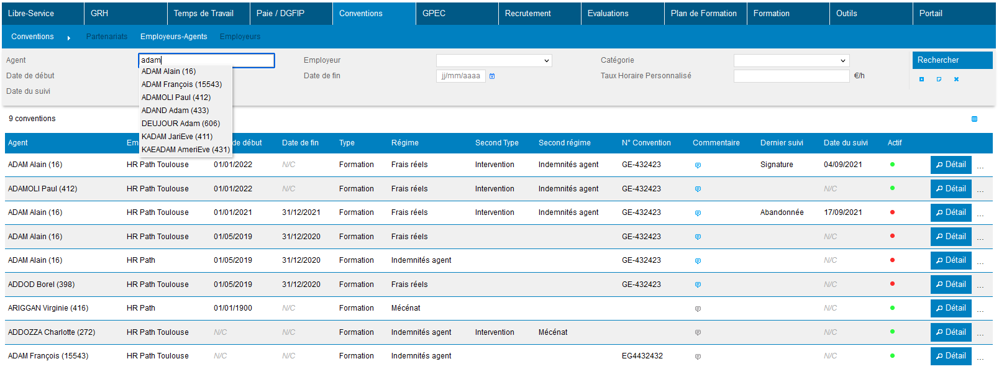 Libre-Service GRH Temps de Travail Paie / DGFIP Conventions GPEC Recrutement Evaluations Plan de Formation Formation Outils Portail
Conventions Partenariats Employeurs-Agents Employeurs
Agent adam Employeur Catégorie Rechercher
Date de début Date de fin jj/mm/aaaa Taux Horaire Personnalisé €/h
Date du suivi
ADAM Alain (16)
ADAM François (15543)
ADAMOLI Paul (412)
ADAND Adam (433)
DEUJOUR Adam (606)
KADAM JariEve (411)
KAEADAM AmeriEve (431)
9 conventions
Agent Em de début Date de fin Type Régime Second Type Second régime N° Convention Commentaire Dernier suivi Date du suivi Actif
ADAM Alain (16) HR Path Toulouse 01/01/2022 N/C Formation Frais réels Intervention Indemnités agent GE-432423 Signature 04/09/2021 Détail ...
ADAMOLI Paul (412) HR Path Toulouse 01/01/2022 N/C Formation Frais réels Intervention Indemnités agent GE-432423 N/C Détail ...
ADAM Alain (16) HR Path Toulouse 01/01/2021 31/12/2021 Formation Frais réels Intervention Indemnités agent GE-432423 Abandonnée 17/09/2021 Détail ...
ADAM Alain (16) HR Path Toulouse 01/05/2019 31/12/2020 Formation Frais réels GE-432423 N/C Détail ...
ADAM Alain (16) HR Path 01/05/2019 31/12/2020 Formation Indemnités agent GE-432423 N/C Détail ...
ADDOD Borel (398) HR Path Toulouse 01/05/2019 31/12/2020 Formation Frais réels GE-432423 N/C Détail ...
ARIGGAN Virginie (416) HR Path 01/01/1900 N/C Formation Mécénat N/C Détail ...
ADDOZZA Charlotte (272) HR Path Toulouse N/C N/C Formation Indemnités agent Intervention Mécénat N/C Détail ...
ADAM François (15543) HR Path Toulouse N/C N/C Formation Indemnités agent EG4432432 N/C Détail ...